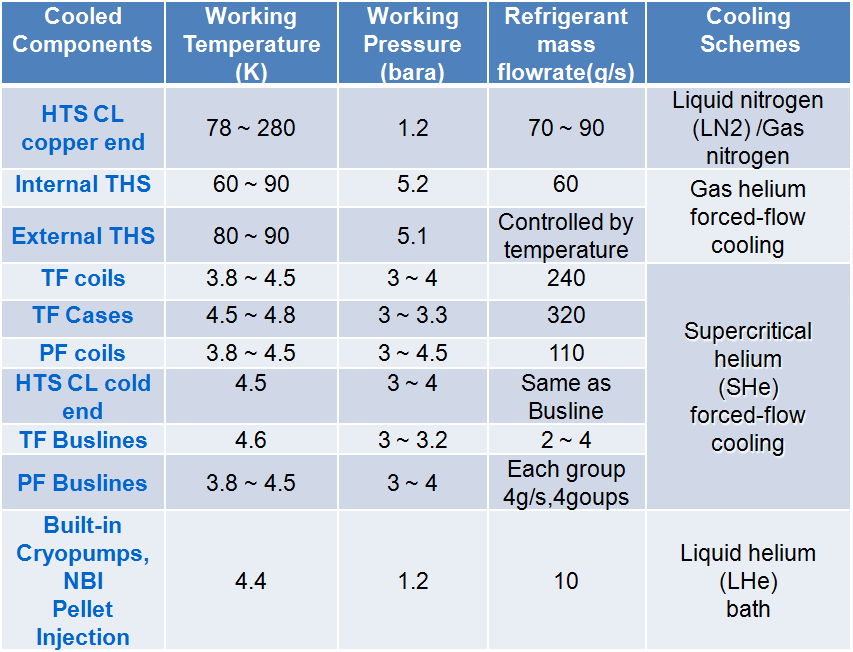 Cooled
Components
Working
Temperature
(K)
Working
Pressure
(bara)
Refrigerant
mass
flowrate(g/s)
Cooling
Schemes
HTS CL
copper end
78 ~ 280
1.2
70 ~ 90
Liquid nitrogen
(LN2) /Gas
nitrogen
Internal THS
60 ~ 90
5.2
60
Gas helium
forced-flow
cooling
External THS
80 ~ 90
5.1
Controlled by
temperature
TF coils
3.8 ~ 4.5
3 ~ 4
240
Supercritical
helium
(SHe)
forced-flow
cooling
TF Cases
4.5 ~ 4.8
3 ~ 3.3
320
PF coils
3.8 ~ 4.5
3 ~ 4.5
110
HTS CL cold
end
4.5
3 ~ 4
Same as
Busline
TF Buslines
4.6
3 ~ 3.2
2 ~ 4
PF Buslines
3.8 ~ 4.5
3 ~ 4
Each group
4g/s,4goups
Built-in
Cryopumps,
NBI
Pellet
Injection
4.4
1.2
10
Liquid helium
(LHe)
bath